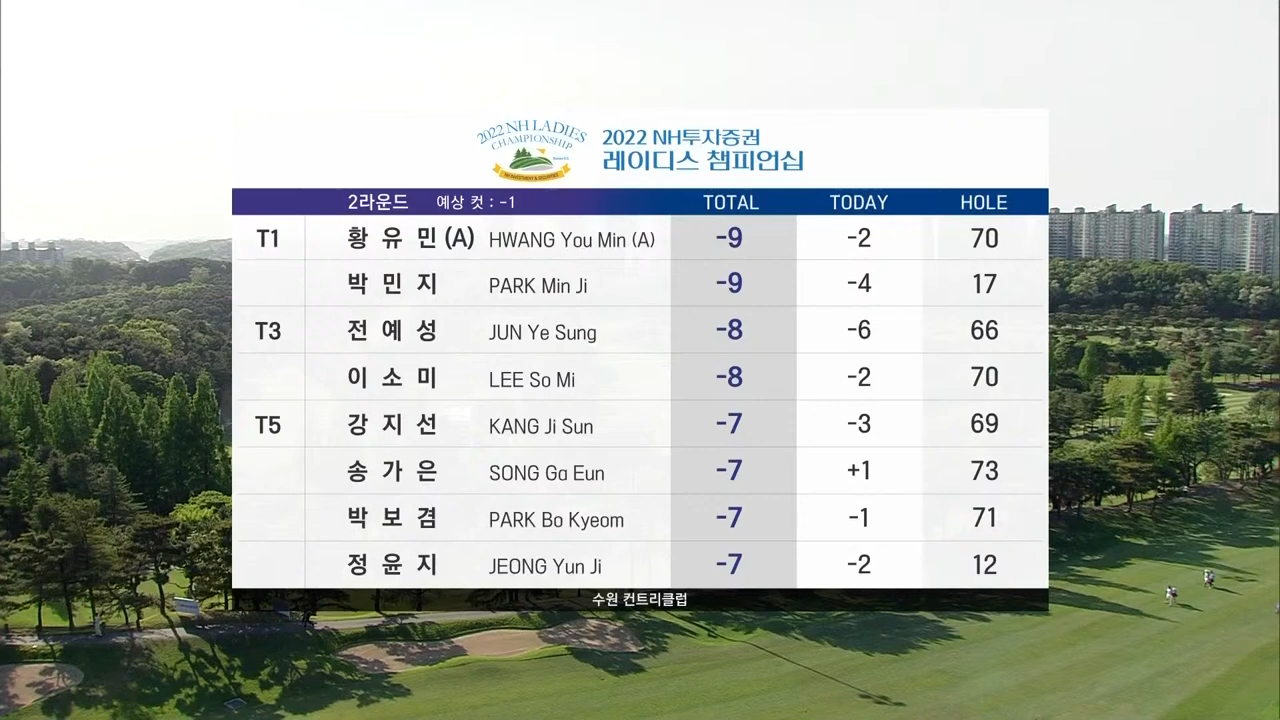 2022 NH LADIES
CHAMPIONSHIP
NH INVESTMENT & SECURITIES
2022 NH투자증권
레이디스 챔피언십
2라운드 예상 컷 : -1 TOTAL TODAY HOLE
T1 황유민(A) HWANG You Min (A) -9 -2 70
박민지 PARK Min Ji -9 -4 17
T3 전예성 JUN Ye Sung -8 -6 66
이소미 LEE So Mi -8 -2 70
T5 강지선 KANG Ji Sun -7 -3 69
송가은 SONG Ga Eun -7 +1 73
박보겸 PARK Bo Kyeom -7 -1 71
정윤지 JEONG Yun Ji -7 -2 12
수원 컨트리클럽